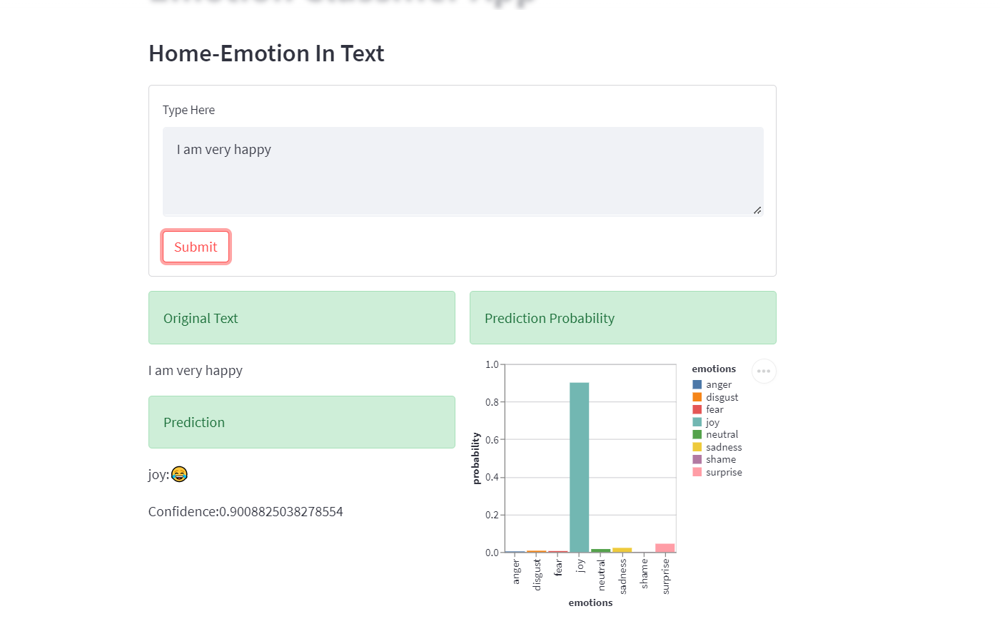 Home-Emotion In Text
Type Here
I am very happy
Submit
Original Text
I am very happy
Prediction
joy:😂
Confidence:0.9008825038278554
Prediction Probability
1.0
0.8
0.6
0.4
0.2
0.0
probability
anger
disgust
fear
joy
neutral
sadness
shame
surprise
emotions
emotions
anger
disgust
fear
joy
neutral
sadness
shame
surprise